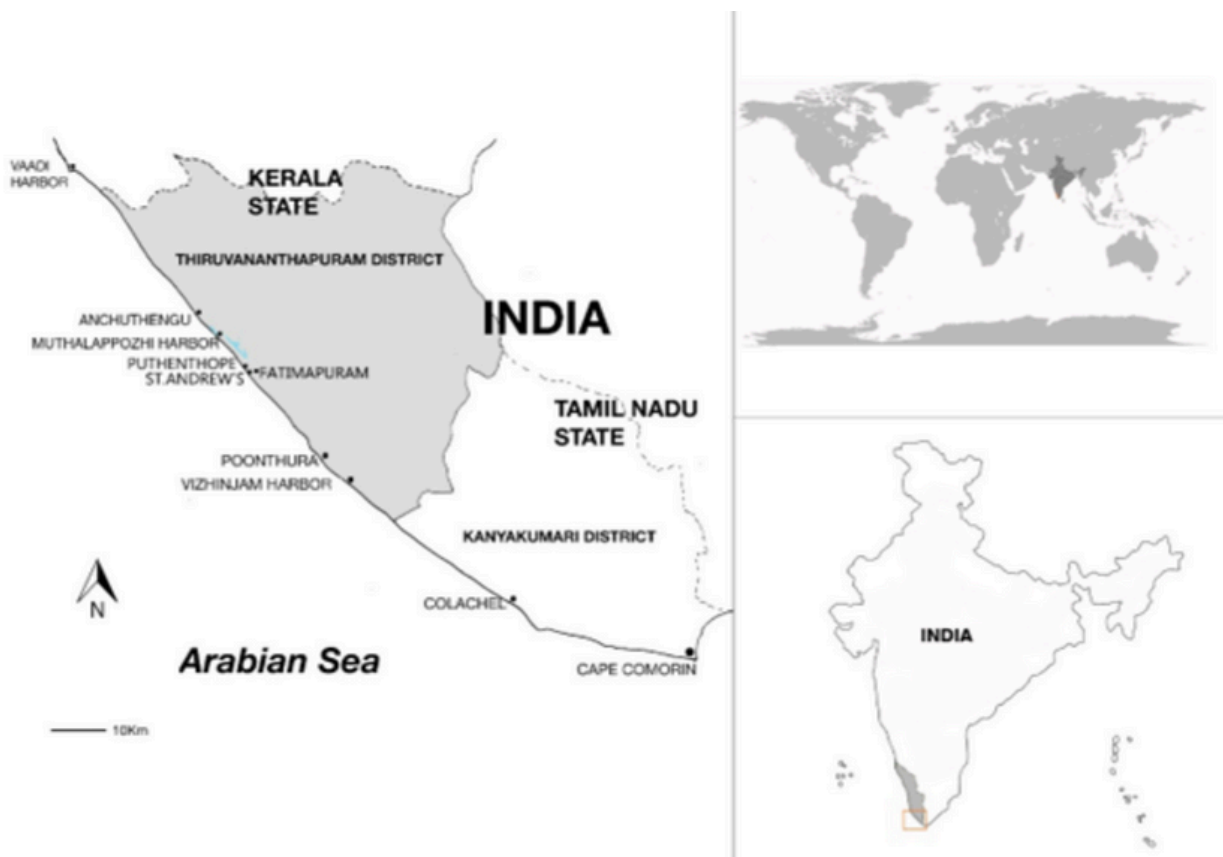 VAADI
HARBOR
KERALA
STATE
THIRUVANANTHAPURAM DISTRICT
INDIA
ANCHUTHENGU
MUTHALAPPOZHI HARBOR
PUTHENTHOPE
ST.ANDREW'S
FATIMAPURAM
TAMIL NADU
STATE
POONTHURA
VIZHINJAM HARBOR
KANYAKUMARI DISTRICT
COLACHEL
N
Arabian Sea
CAPE COMORIN
10Km
INDIA